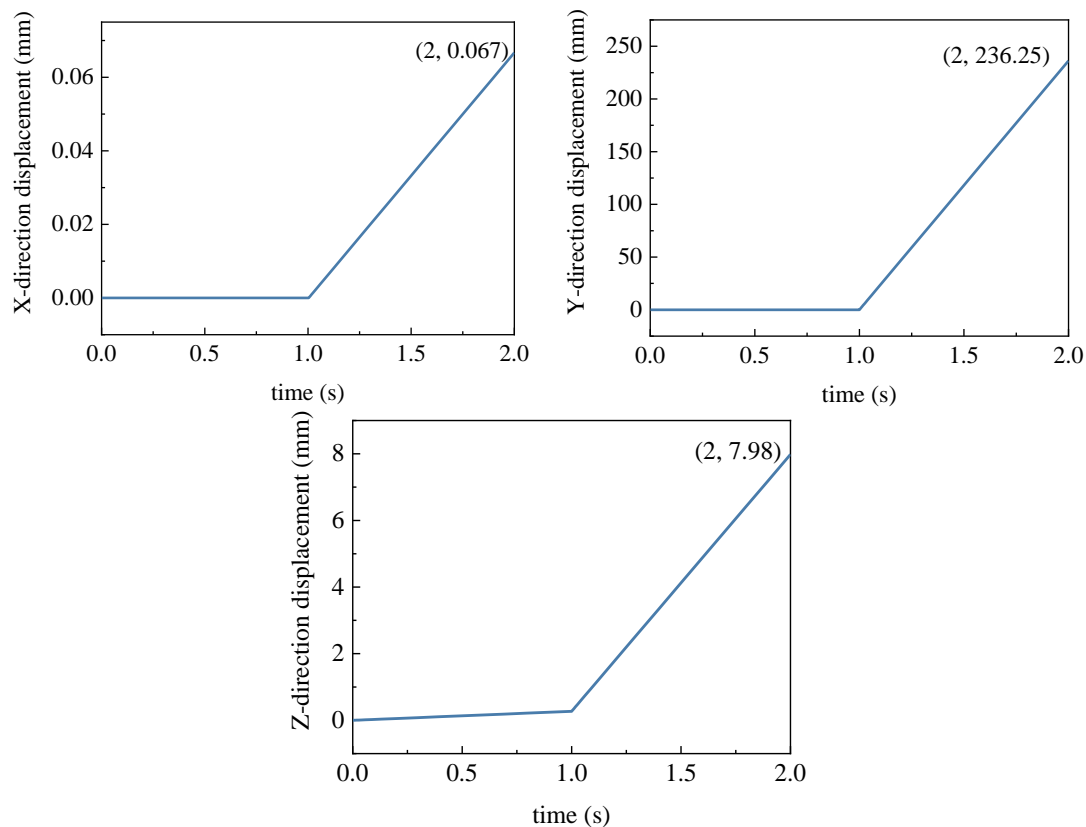 X-direction displacement (mm)
0.06
0.04
0.02
0.00
(2, 0.067)
0.0 0.5 1.0 1.5 2.0
time (s)
Y-direction displacement (mm)
250
200
150
100
50
0
(2, 236.25)
0.0 0.5 1.0 1.5 2.0
time (s)
Z-direction displacement (mm)
8
6
4
2
0
(2, 7.98)
0.0 0.5 1.0 1.5 2.0
time (s)